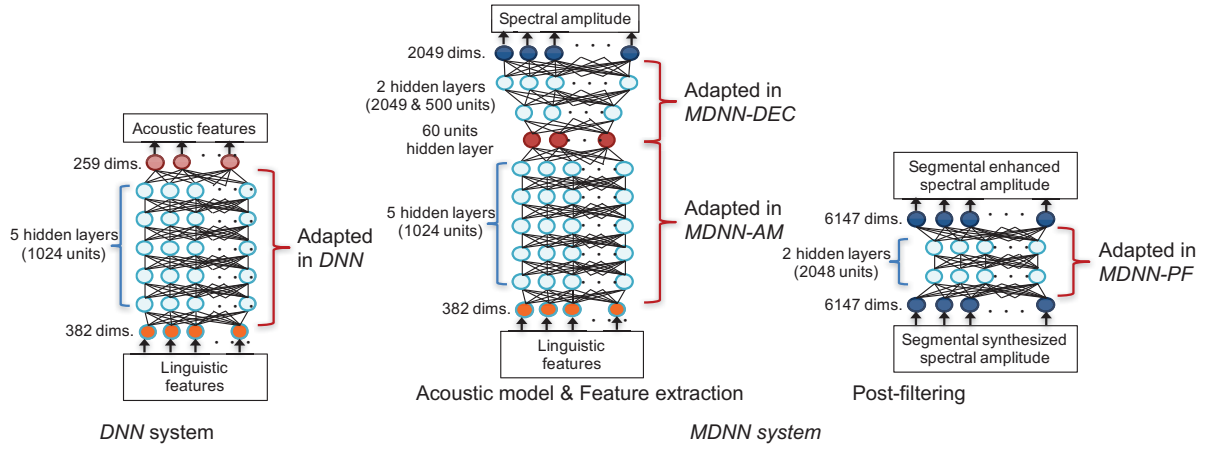 Acoustic features
259 dims.
5 hidden layers
(1024 units)
Adapted
in DNN
382 dims.
Linguistic
features
DNN system
Spectral amplitude
2049 dims.
2 hidden layers
(2049 & 500 units)
Adapted in
MDNN-DEC
60 units
hidden layer
5 hidden layers
(1024 units)
Adapted in
MDNN-AM
382 dims.
Linguistic
features
Acoustic model & Feature extraction
Segmental enhanced
spectral amplitude
6147 dims.
2 hidden layers
(2048 units)
Adapted in
MDNN-PF
6147 dims.
Segmental synthesized
spectral amplitude
Post-filtering
MDNN system